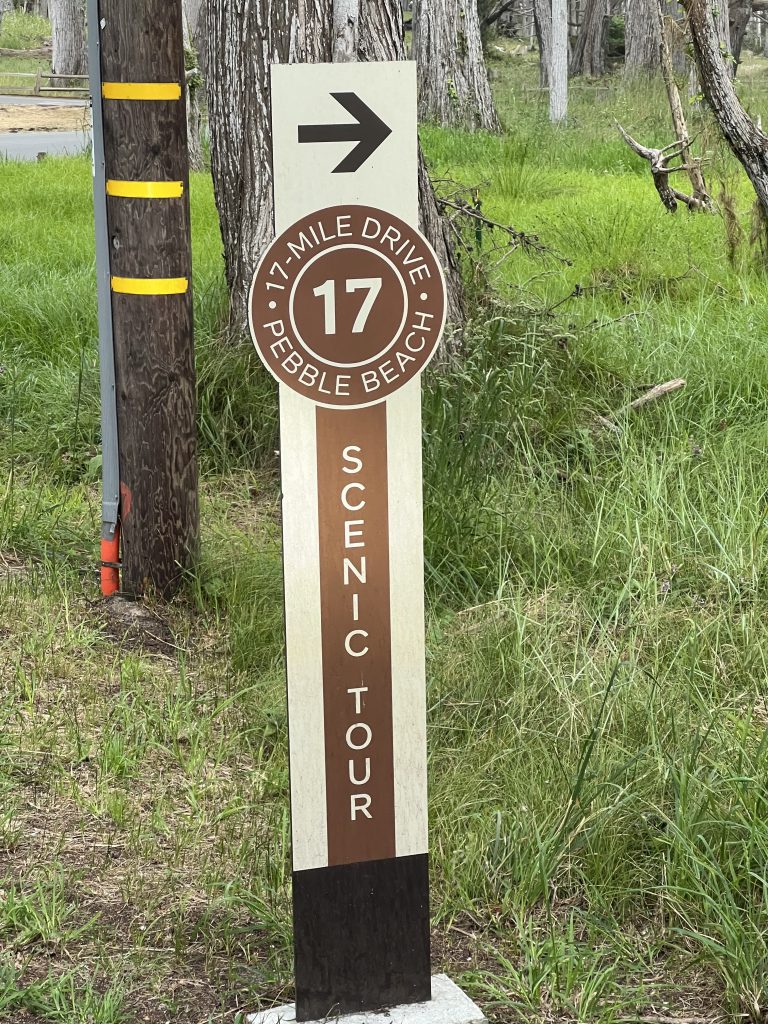 17-MILE DRIVE
17
PEBBLE BEACH
SCENIC TOUR